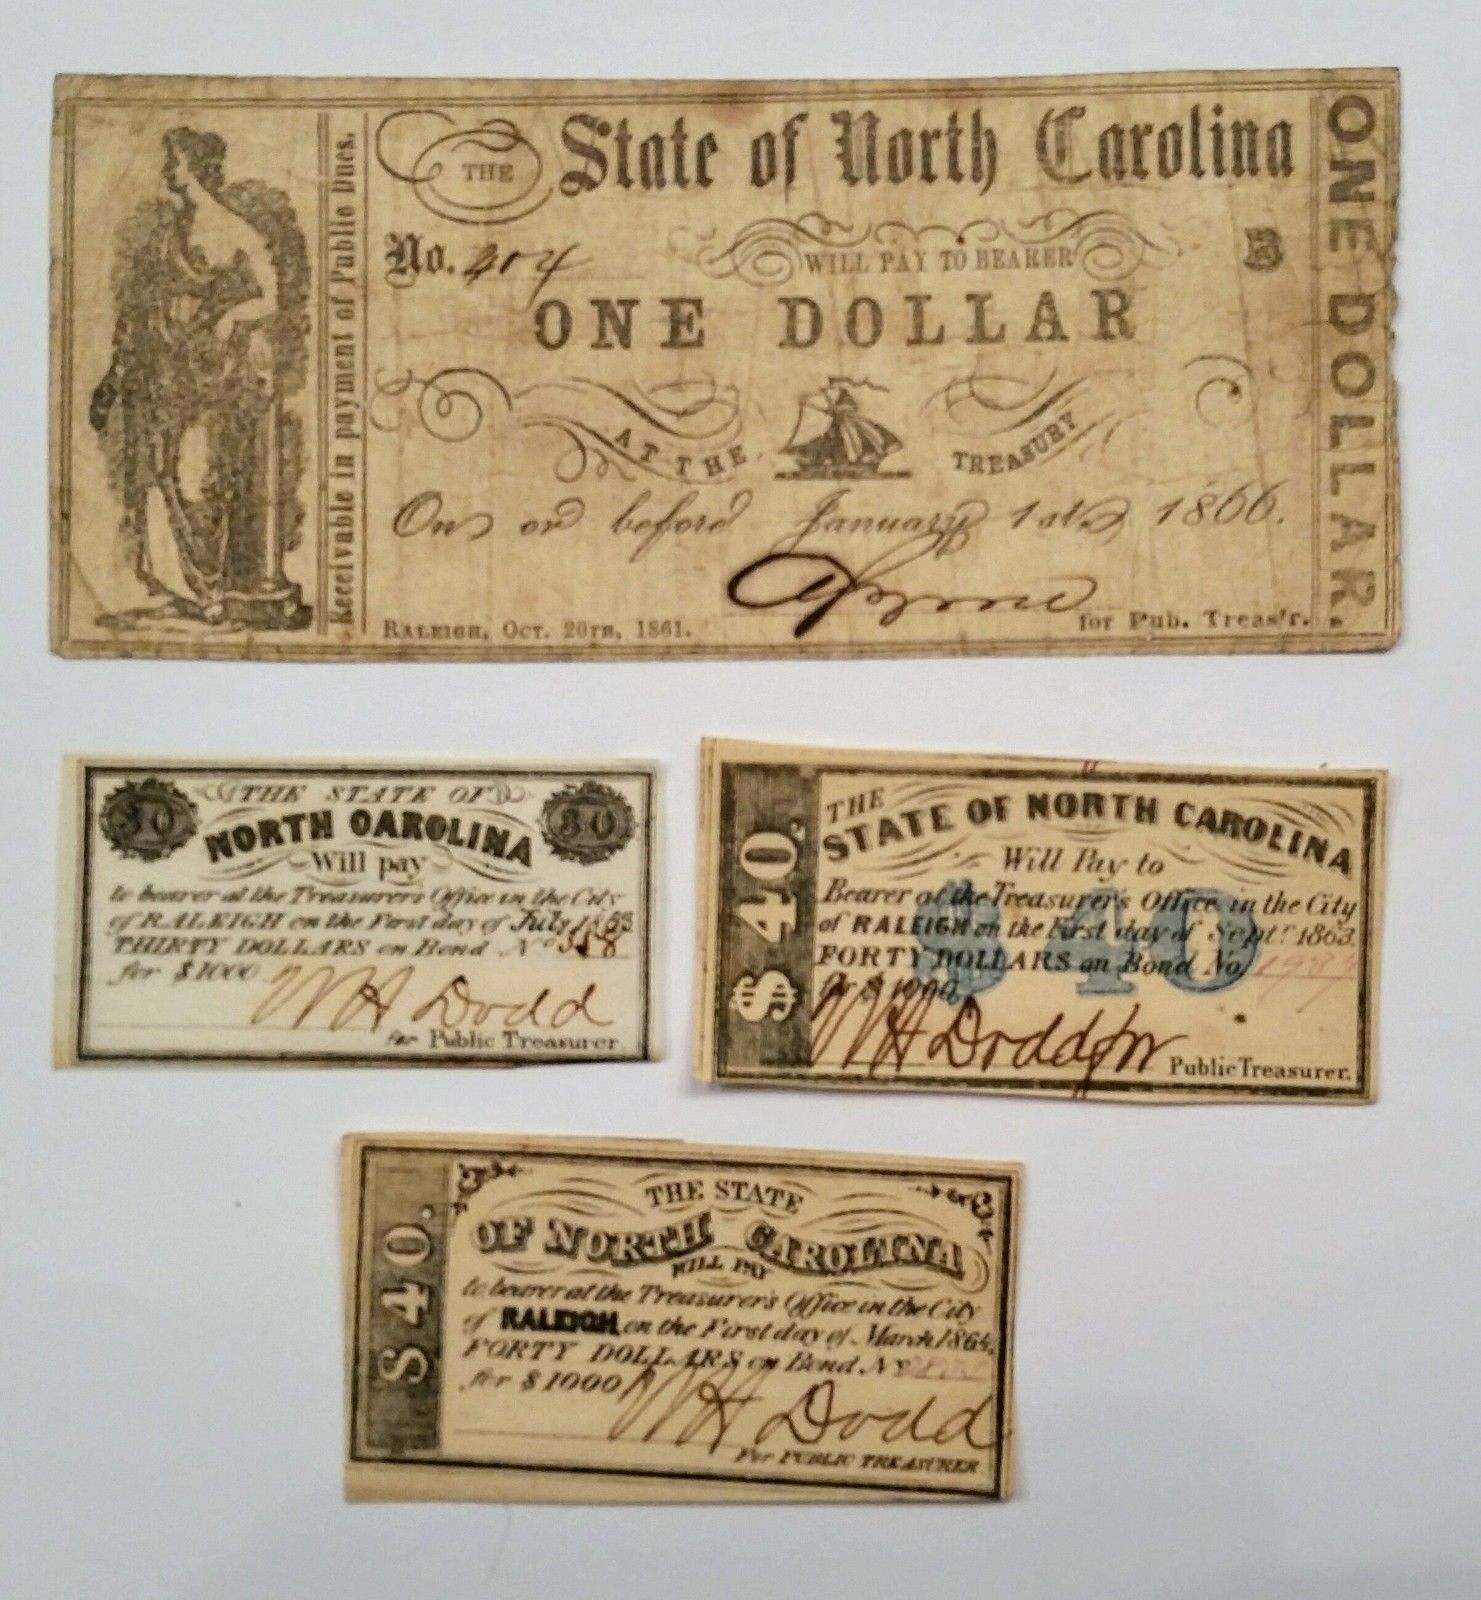 THE State of North Carolina
No. 404
WILL PAY TO BEARER
B
ONE DOLLAR
AT THE TREASURY
On or before January 1st, 1866.
RALEIGH, OCT. 20TH, 1861.
for Pub. Treas'r.
Receivable in payment of Public Dues.
ONE DOLLAR.
30 THE STATE OF 30
NORTH CAROLINA
Will pay
to bearer at the Treasurer's Office in the City
of RALEIGH on the First day of July 1863
THIRTY DOLLARS on Bond No
for $1000
W H Dodd
for Public Treasurer.
$40.
THE
STATE OF NORTH CAROLINA
Will Pay to
Bearer at the Treasurer's Office in the City
of RALEIGH on the First day of Sept. 1863.
FORTY DOLLARS on Bond No
for $1000
$40
W H Dodd for
Public Treasurer.
$40.
THE STATE
OF NORTH CAROLINA
WILL PAY
to bearer at the Treasurer's Office in the City
of RALEIGH on the First day of March 1864,
FORTY DOLLARS on Bond No
for $1000
W H Dodd
For PUBLIC TREASURER